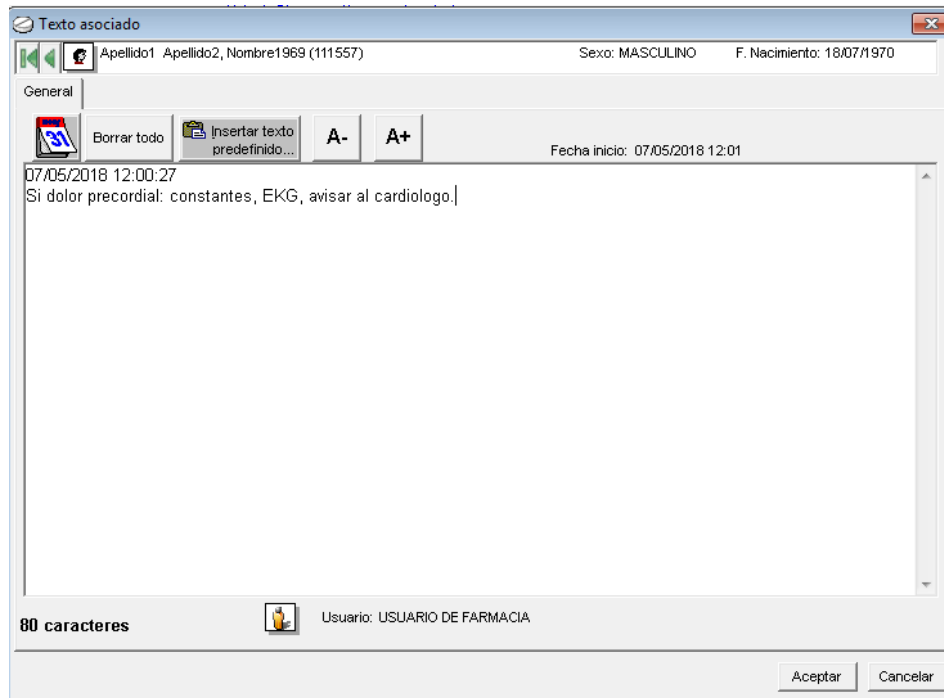 Texto asociado
Apellido1 Apellido2, Nombre1969 (111557) Sexo: MASCULINO F. Nacimiento: 18/07/1970
General
31 Borrar todo Insertar texto predefinido... A- A+ Fecha inicio: 07/05/2018 12:01
07/05/2018 12:00:27
Si dolor precordial: constantes, EKG, avisar al cardiologo.
80 caracteres Usuario: USUARIO DE FARMACIA
Aceptar Cancelar